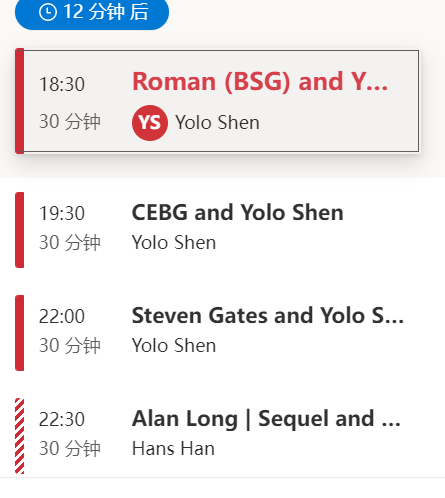 12 分钟 后
18:30 Roman (BSG) and Y...
30 分钟 YS Yolo Shen
19:30 CEBG and Yolo Shen
30 分钟 Yolo Shen
22:00 Steven Gates and Yolo S...
30 分钟 Yolo Shen
22:30 Alan Long | Sequel and ...
30 分钟 Hans Han